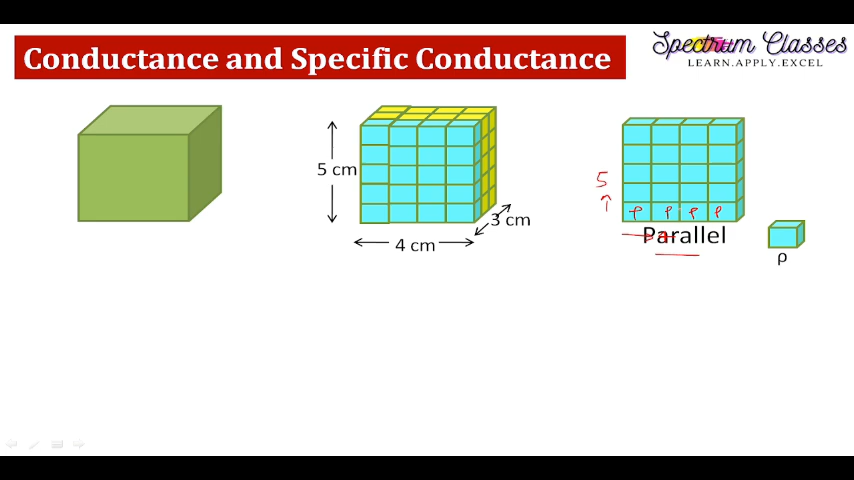 Conductance and Specific Conductance
Spectrum Classes
LEARN.APPLY.EXCEL
5 cm
3 cm
4 cm
5
ρ ρ ρ ρ
Parallel
ρ